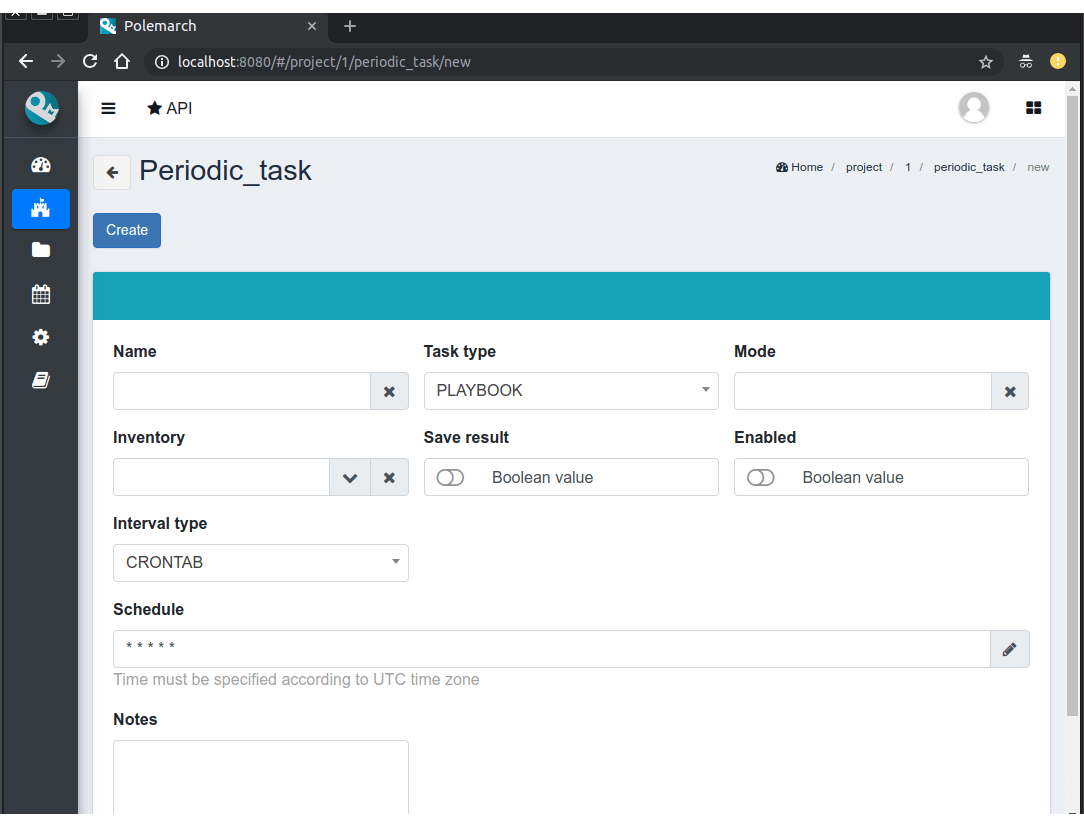 Polemarch
localhost:8080/#/project/1/periodic_task/new
API
Periodic_task
Home / project / 1 / periodic_task / new
Create
Name Task type Mode
PLAYBOOK
Inventory Save result Enabled
Boolean value Boolean value
Interval type
CRONTAB
Schedule
* * * * *
Time must be specified according to UTC time zone
Notes